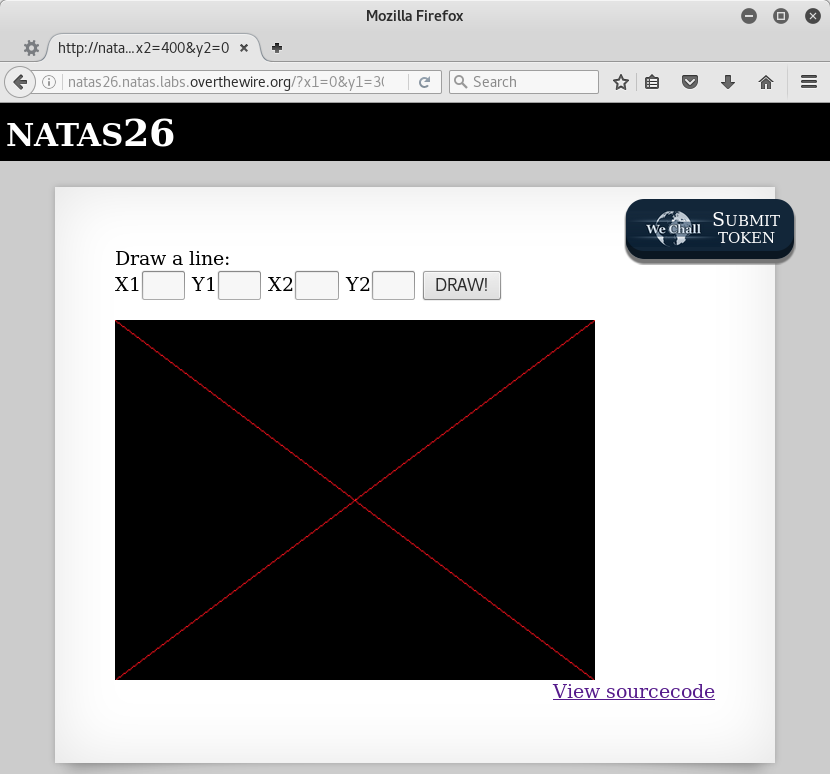 Mozilla Firefox
http://nata...x2=400&y2=0
natas26.natas.labs.overthewire.org/?x1=0&y1=30
Search
NATAS26
We Chall
SUBMIT
TOKEN
Draw a line:
X1 Y1 X2 Y2 DRAW!
View sourcecode